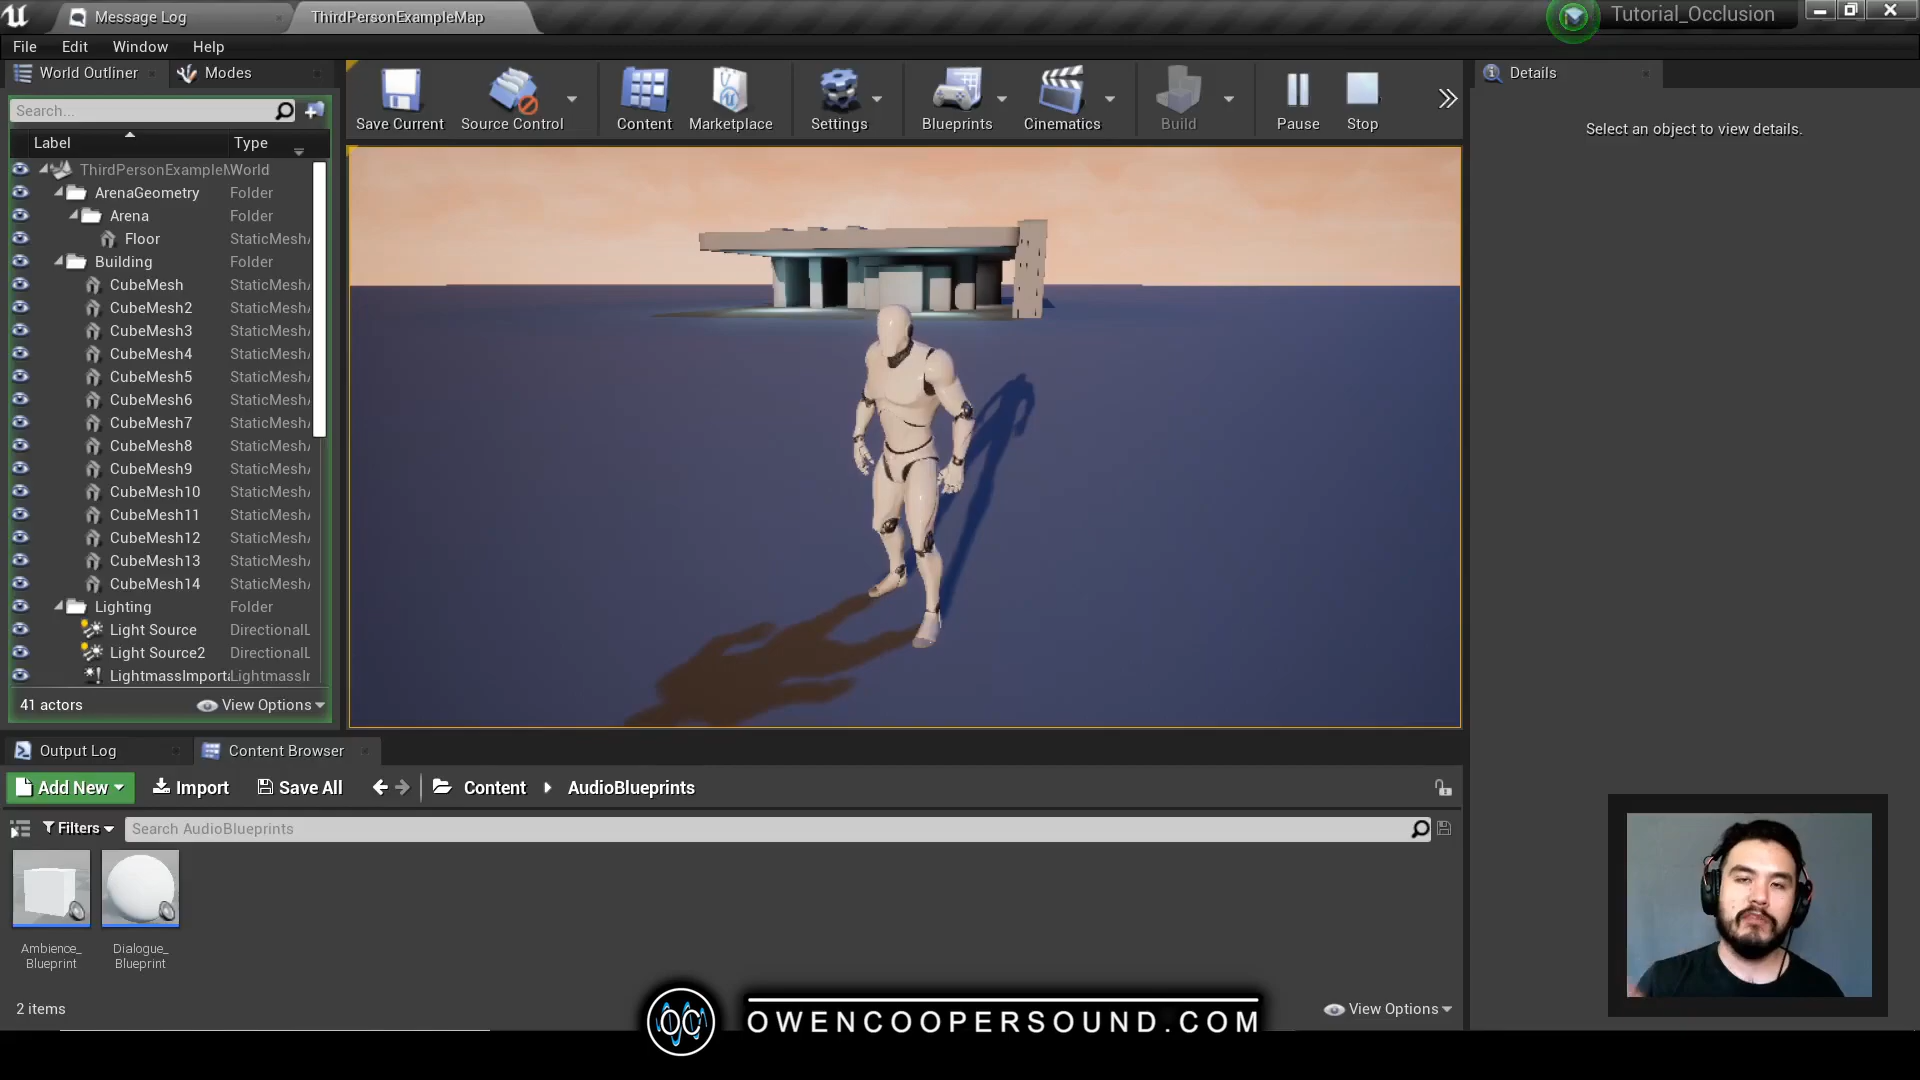 Message Log
ThirdPersonExampleMap
Tutorial_Occlusion
File Edit Window Help
World Outliner
Modes
Details
Search...
Save Current
Source Control
Content
Marketplace
Settings
Blueprints
Cinematics
Build
Pause
Stop
Select an object to view details.
Label Type
ThirdPersonExampleM World
ArenaGeometry Folder
Arena Folder
Floor StaticMesh
Building Folder
CubeMesh StaticMesh
CubeMesh2 StaticMesh
CubeMesh3 StaticMesh
CubeMesh4 StaticMesh
CubeMesh5 StaticMesh
CubeMesh6 StaticMesh
CubeMesh7 StaticMesh
CubeMesh8 StaticMesh
CubeMesh9 StaticMesh
CubeMesh10 StaticMesh
CubeMesh11 StaticMesh
CubeMesh12 StaticMesh
CubeMesh13 StaticMesh
CubeMesh14 StaticMesh
Lighting Folder
Light Source DirectionalL
Light Source2 DirectionalL
LightmassImport LightmassI
41 actors
View Options
Output Log
Content Browser
Add New
Import
Save All
Content
AudioBlueprints
Filters
Search AudioBlueprints
Ambience_
Blueprint
Dialogue_
Blueprint
2 items
View Options
OC
OWENCOOPERSOUND.COM